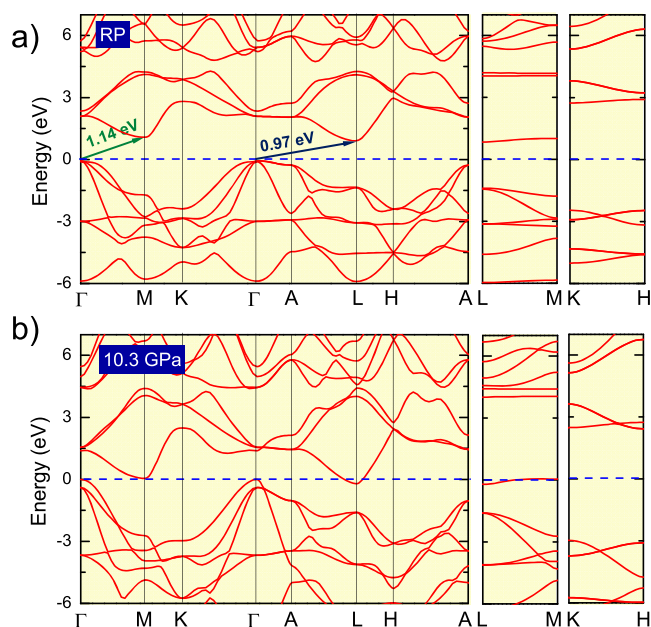 a)
RP
6
3
0
-3
-6
Energy (eV)
1.14 eV
0.97 eV
Γ M K Γ A L H A L M K H
b)
10.3 GPa
6
3
0
-3
-6
Energy (eV)
Γ M K Γ A L H A L M K H